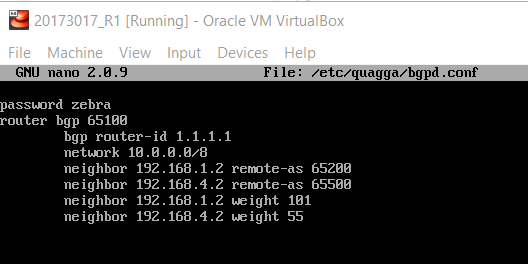 20173017_R1 [Running] - Oracle VM VirtualBox
File Machine View Input Devices Help
GNU nano 2.0.9 File: /etc/quagga/bgpd.conf
password zebra
router bgp 65100
bgp router-id 1.1.1.1
network 10.0.0.0/8
neighbor 192.168.1.2 remote-as 65200
neighbor 192.168.4.2 remote-as 65500
neighbor 192.168.1.2 weight 101
neighbor 192.168.4.2 weight 55